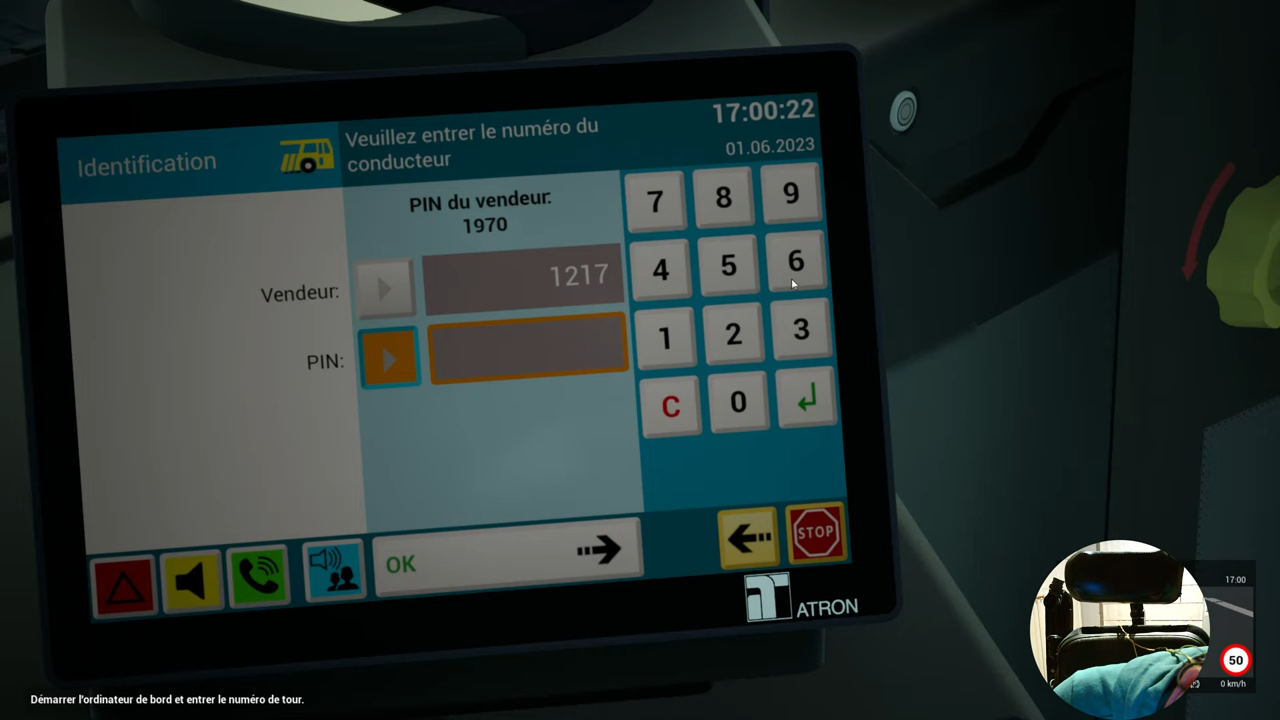 Identification
Veuillez entrer le numéro du
conducteur
17:00:22
01.06.2023
PIN du vendeur:
1970
Vendeur:
1217
PIN:
7 8 9
4 5 6
1 2 3
C 0
OK
STOP
ATRON
17:00
50
0 km/h
Démarrer l'ordinateur de bord et entrer le numéro de tour.